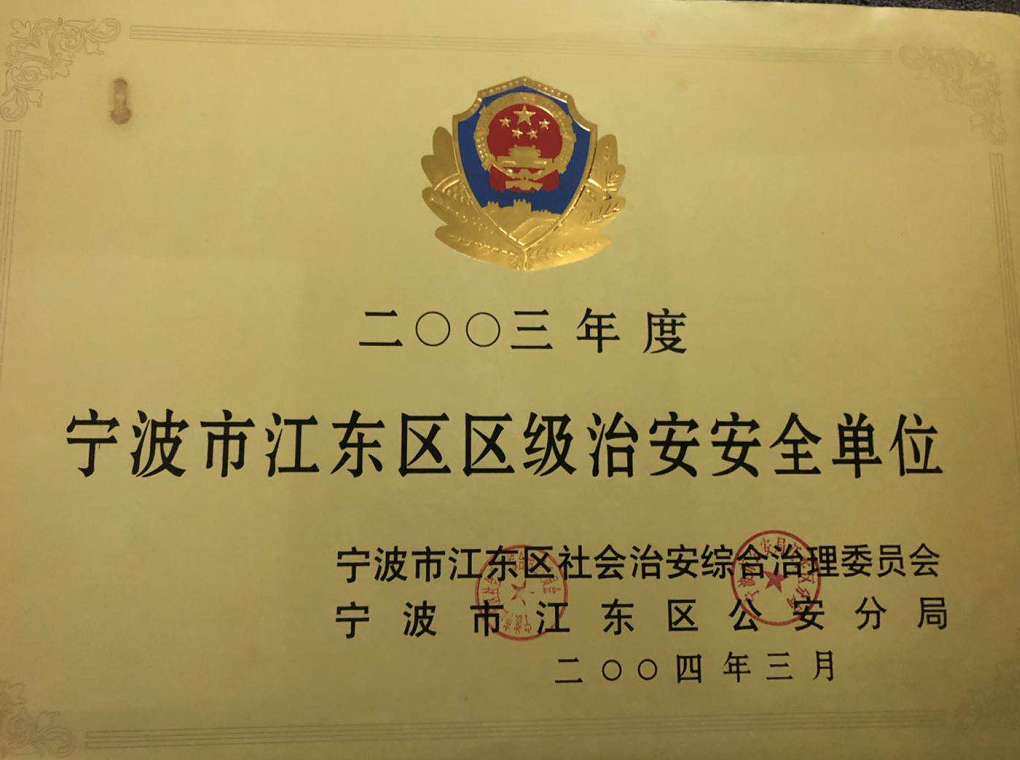 二〇〇三年度
宁波市江东区区级治安安全单位
宁波市江东区社会治安综合治理委员会
宁波市江东区公安分局
二〇〇四年三月